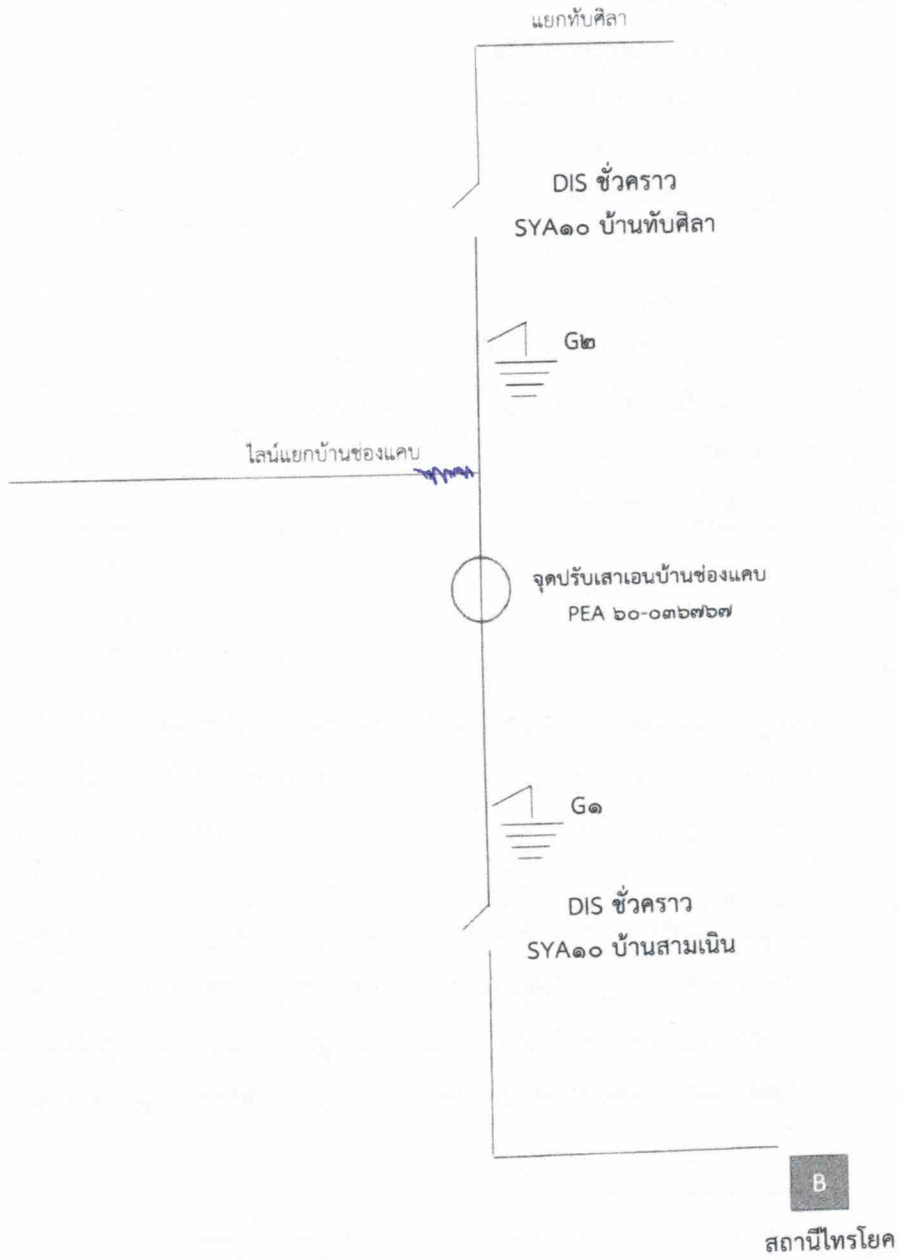 แยกทับศิลา
DIS ชั่วคราว
SYA๑๐ บ้านทับศิลา
G๒
ไลน์แยกบ้านช่องแคบ
จุดปรับเสาเอนบ้านช่องแคบ
PEA ๖๐-๐๓๖๗๖๗
G๑
DIS ชั่วคราว
SYA๑๐ บ้านสามเนิน
B
สถานีไทรโยค